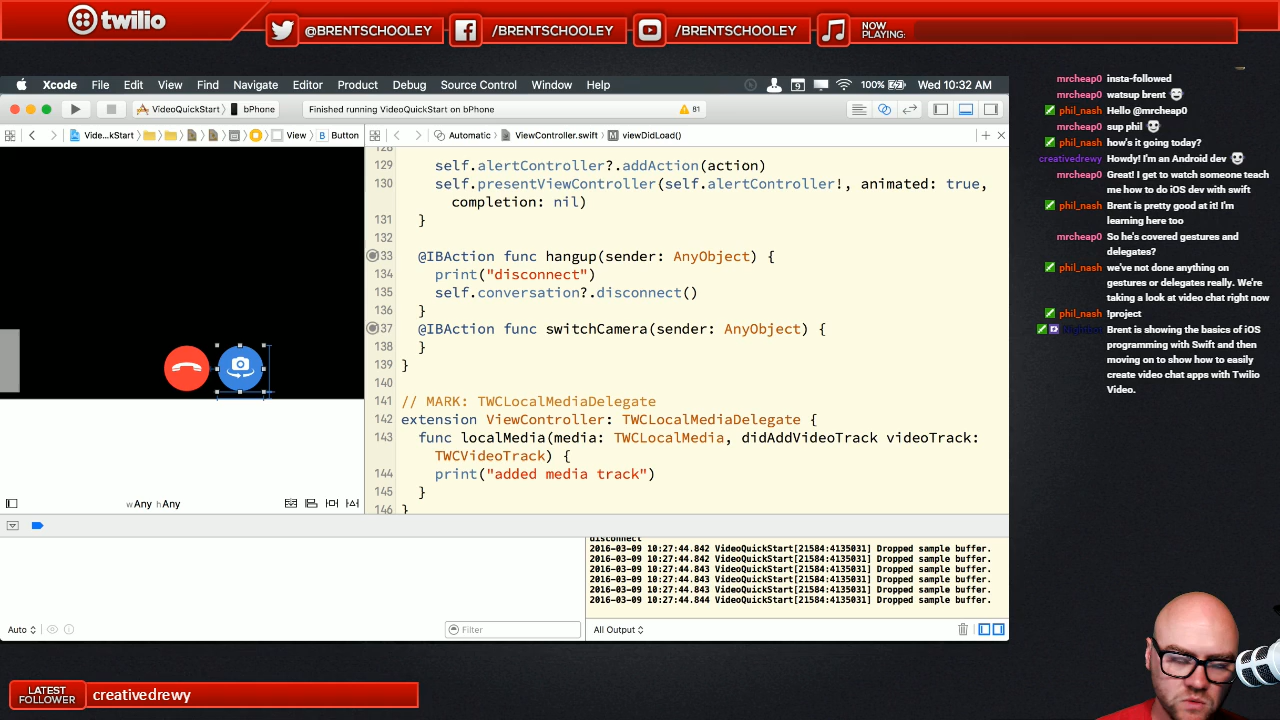 twilio
@BRENTSCHOOLEY
/BRENTSCHOOLEY
/BRENTSCHOOLEY
NOW
PLAYING:
Xcode File Edit View Find Navigate Editor Product Debug Source Control Window Help
100% Wed 10:32 AM
VideoQuickStart bPhone
Finished running VideoQuickStart on bPhone
81
Vide...kStart View B Button
Automatic ViewController.swift M viewDidLoad()
128
129 self.alertController?.addAction(action)
130 self.presentViewController(self.alertController!, animated: true,
completion: nil)
131 }
132
33 @IBAction func hangup(sender: AnyObject) {
134 print("disconnect")
135 self.conversation?.disconnect()
136 }
37 @IBAction func switchCamera(sender: AnyObject) {
138 }
139 }
140
141 // MARK: TWCLocalMediaDelegate
142 extension ViewController: TWCLocalMediaDelegate {
143 func localMedia(media: TWCLocalMedia, didAddVideoTrack videoTrack:
TWCVideoTrack) {
144 print("added media track")
145 }
146 }
wAny hAny
disconnect
2016-03-09 10:27:44.842 VideoQuickStart[21584:4135031] Dropped sample buffer.
2016-03-09 10:27:44.842 VideoQuickStart[21584:4135031] Dropped sample buffer.
2016-03-09 10:27:44.843 VideoQuickStart[21584:4135031] Dropped sample buffer.
2016-03-09 10:27:44.843 VideoQuickStart[21584:4135031] Dropped sample buffer.
2016-03-09 10:27:44.843 VideoQuickStart[21584:4135031] Dropped sample buffer.
2016-03-09 10:27:44.844 VideoQuickStart[21584:4135031] Dropped sample buffer.
Auto
Filter
All Output
mrcheap0 insta-followed
mrcheap0 watsup brent
phil_nash Hello @mrcheap0
mrcheap0 sup phil
phil_nash how's it going today?
creativedrewy Howdy! I'm an Android dev
mrcheap0 Great! I get to watch someone teach
me how to do iOS dev with swift
phil_nash Brent is pretty good at it! I'm
learning here too
mrcheap0 So he's covered gestures and
delegates?
phil_nash we've not done anything on
gestures or delegates really. We're
taking a look at video chat right now
phil_nash !project
Brent is showing the basics of iOS
programming with Swift and then
moving on to show how to easily
create video chat apps with Twilio
Video.
LATEST
FOLLOWER
creativedrewy